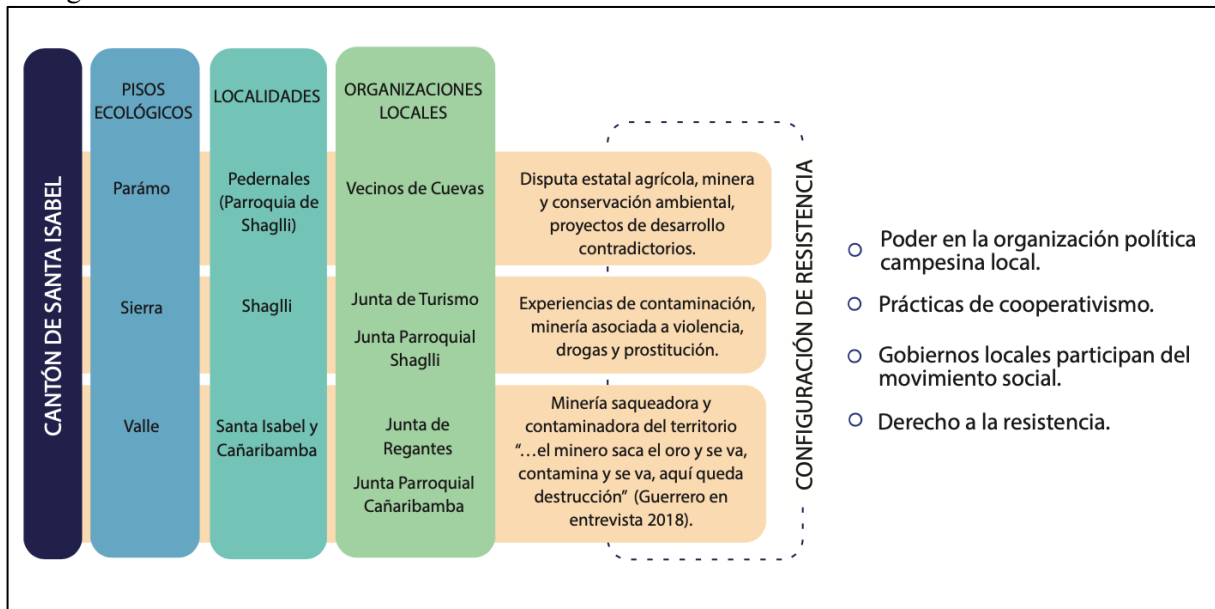 CANTÓN DE SANTA ISABEL
PISOS
ECOLÓGICOS
LOCALIDADES
ORGANIZACIONES
LOCALES
Parámo
Pedernales
(Parroquia de
Shaglli)
Vecinos de Cuevas
Disputa estatal agrícola, minera
y conservación ambiental,
proyectos de desarrollo
contradictorios.
Sierra
Shaglli
Junta de Turismo
Junta Parroquial
Shaglli
Experiencias de contaminación,
minería asociada a violencia,
drogas y prostitución.
Valle
Santa Isabel y
Cañaribamba
Junta de
Regantes
Junta Parroquial
Cañaribamba
Minería saqueadora y
contaminadora del territorio
“...el minero saca el oro y se va,
contamina y se va, aquí queda
destrucción” (Guerrero en
entrevista 2018).
CONFIGURACIÓN DE RESISTENCIA
Poder en la organización política
campesina local.
Prácticas de cooperativismo.
Gobiernos locales participan del
movimiento social.
Derecho a la resistencia.